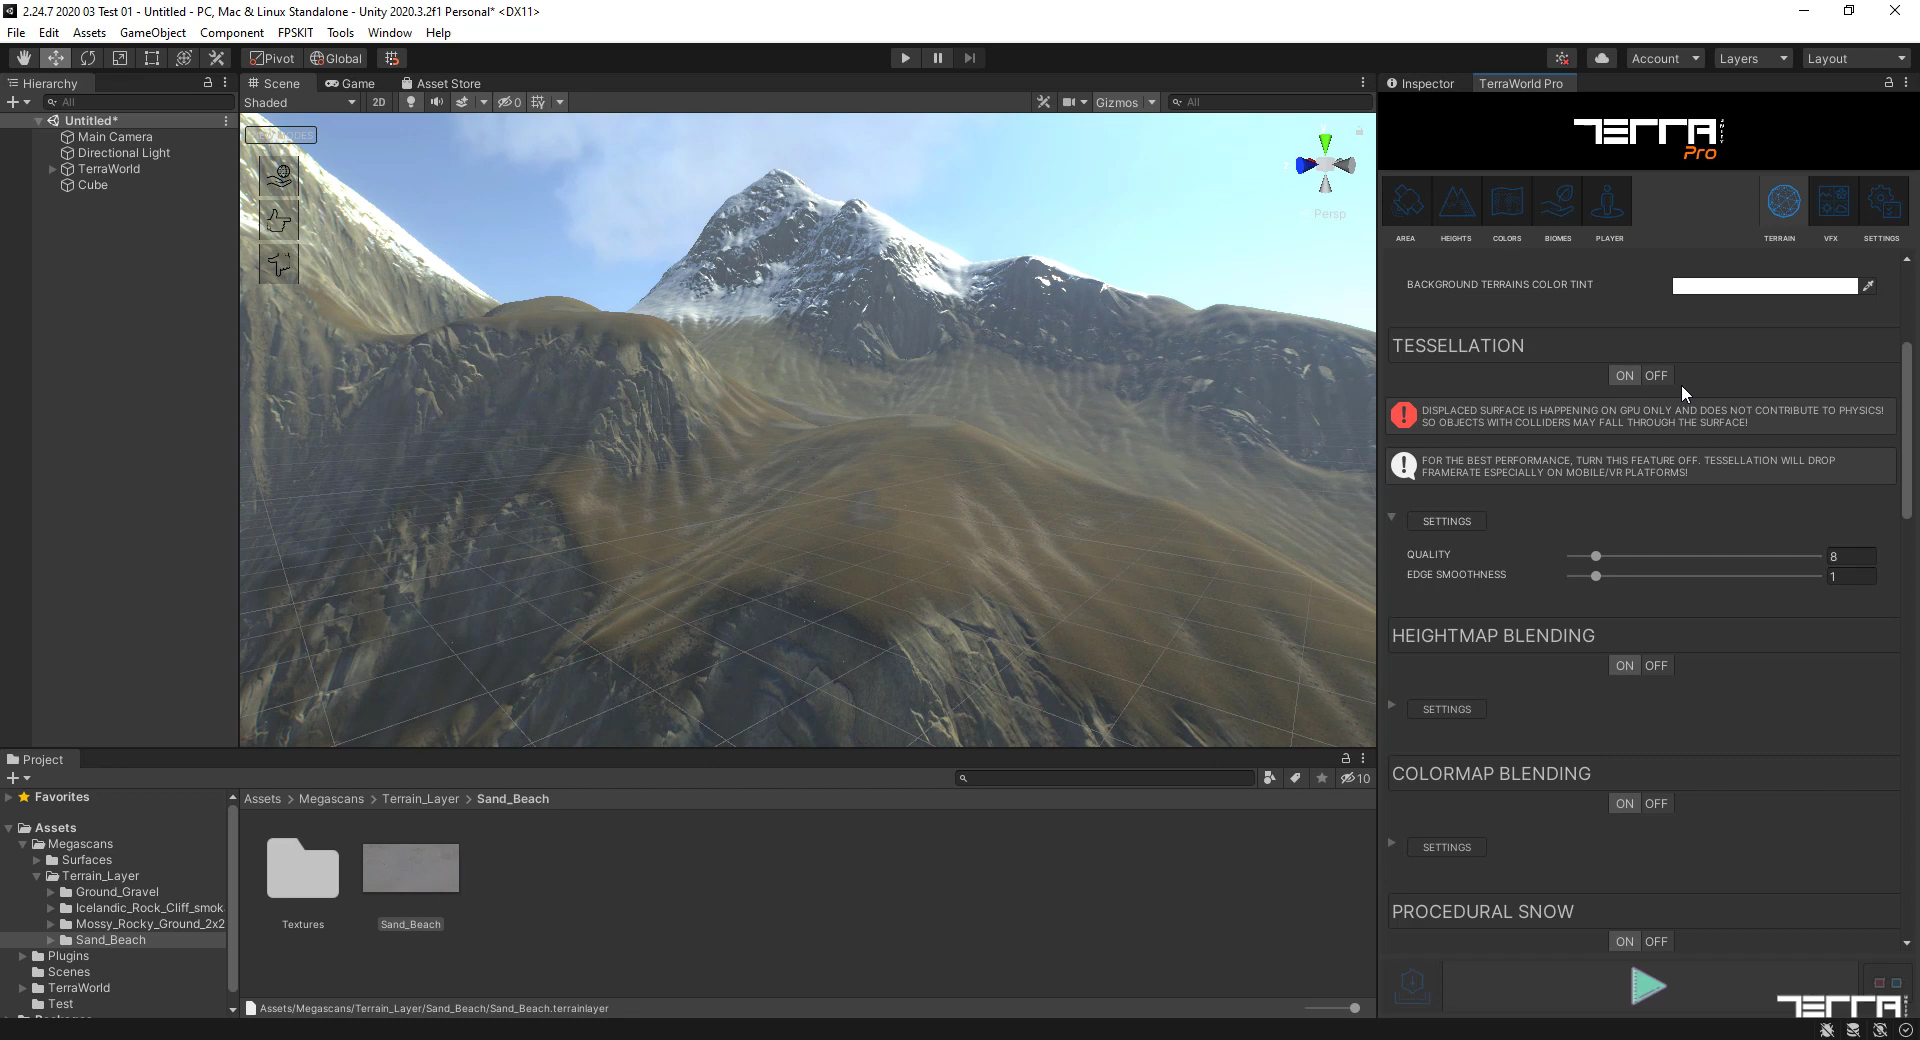 2.24.7 2020 03 Test 01 - Untitled - PC, Mac & Linux Standalone - Unity 2020.3.2f1 Personal* <DX11>
File Edit Assets GameObject Component FPSKIT Tools Window Help
Pivot Global Account Layers Layout
Hierarchy
All
Untitled*
Main Camera
Directional Light
TerraWorld
Cube
Scene Game Asset Store
Shaded 2D 0 Gizmos All
Persp
Inspector TerraWorld Pro
TERRA
UNITY
Pro
AREA HEIGHTS COLORS BIOMES PLAYER TERRAIN VFX SETTINGS
BACKGROUND TERRAINS COLOR TINT
TESSELLATION
ON OFF
DISPLACED SURFACE IS HAPPENING ON GPU ONLY AND DOES NOT CONTRIBUTE TO PHYSICS!
SO OBJECTS WITH COLLIDERS MAY FALL THROUGH THE SURFACE!
FOR THE BEST PERFORMANCE, TURN THIS FEATURE OFF. TESSELLATION WILL DROP
FRAMERATE ESPECIALLY ON MOBILE/VR PLATFORMS!
SETTINGS
QUALITY 8
EDGE SMOOTHNESS 1
HEIGHTMAP BLENDING
ON OFF
SETTINGS
COLORMAP BLENDING
ON OFF
SETTINGS
PROCEDURAL SNOW
ON OFF
TERRA
Project
10
Favorites
Assets
Megascans
Surfaces
Terrain_Layer
Ground_Gravel
Icelandic_Rock_Cliff_smok
Mossy_Rocky_Ground_2x2
Sand_Beach
Plugins
Scenes
TerraWorld
Test
Assets > Megascans > Terrain_Layer > Sand_Beach
Textures Sand_Beach
Assets/Megascans/Terrain_Layer/Sand_Beach/Sand_Beach.terrainlayer